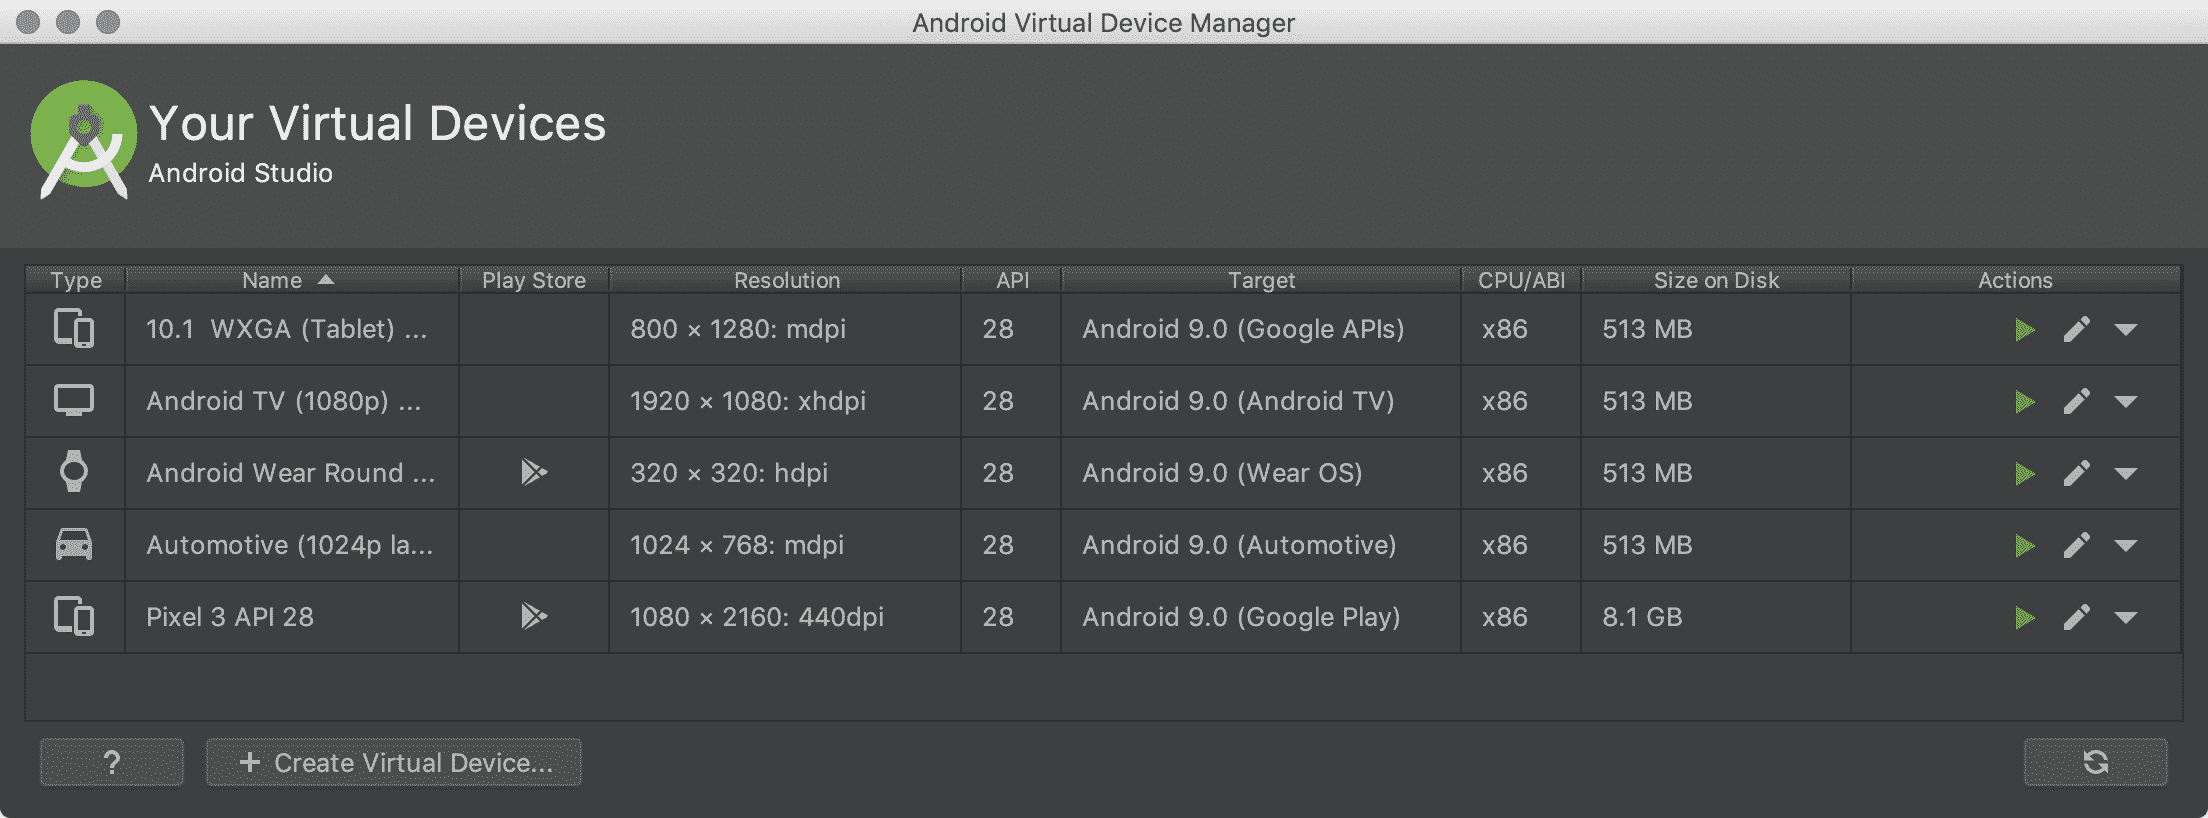 Android Virtual Device Manager
Your Virtual Devices
Android Studio
Type Name Play Store Resolution API Target CPU/ABI Size on Disk Actions
10.1  WXGA (Tablet) ... 800 × 1280: mdpi 28 Android 9.0 (Google APIs) x86 513 MB
Android TV (1080p) ... 1920 × 1080: xhdpi 28 Android 9.0 (Android TV) x86 513 MB
Android Wear Round ... 320 × 320: hdpi 28 Android 9.0 (Wear OS) x86 513 MB
Automotive (1024p la... 1024 × 768: mdpi 28 Android 9.0 (Automotive) x86 513 MB
Pixel 3 API 28 1080 × 2160: 440dpi 28 Android 9.0 (Google Play) x86 8.1 GB
? + Create Virtual Device...